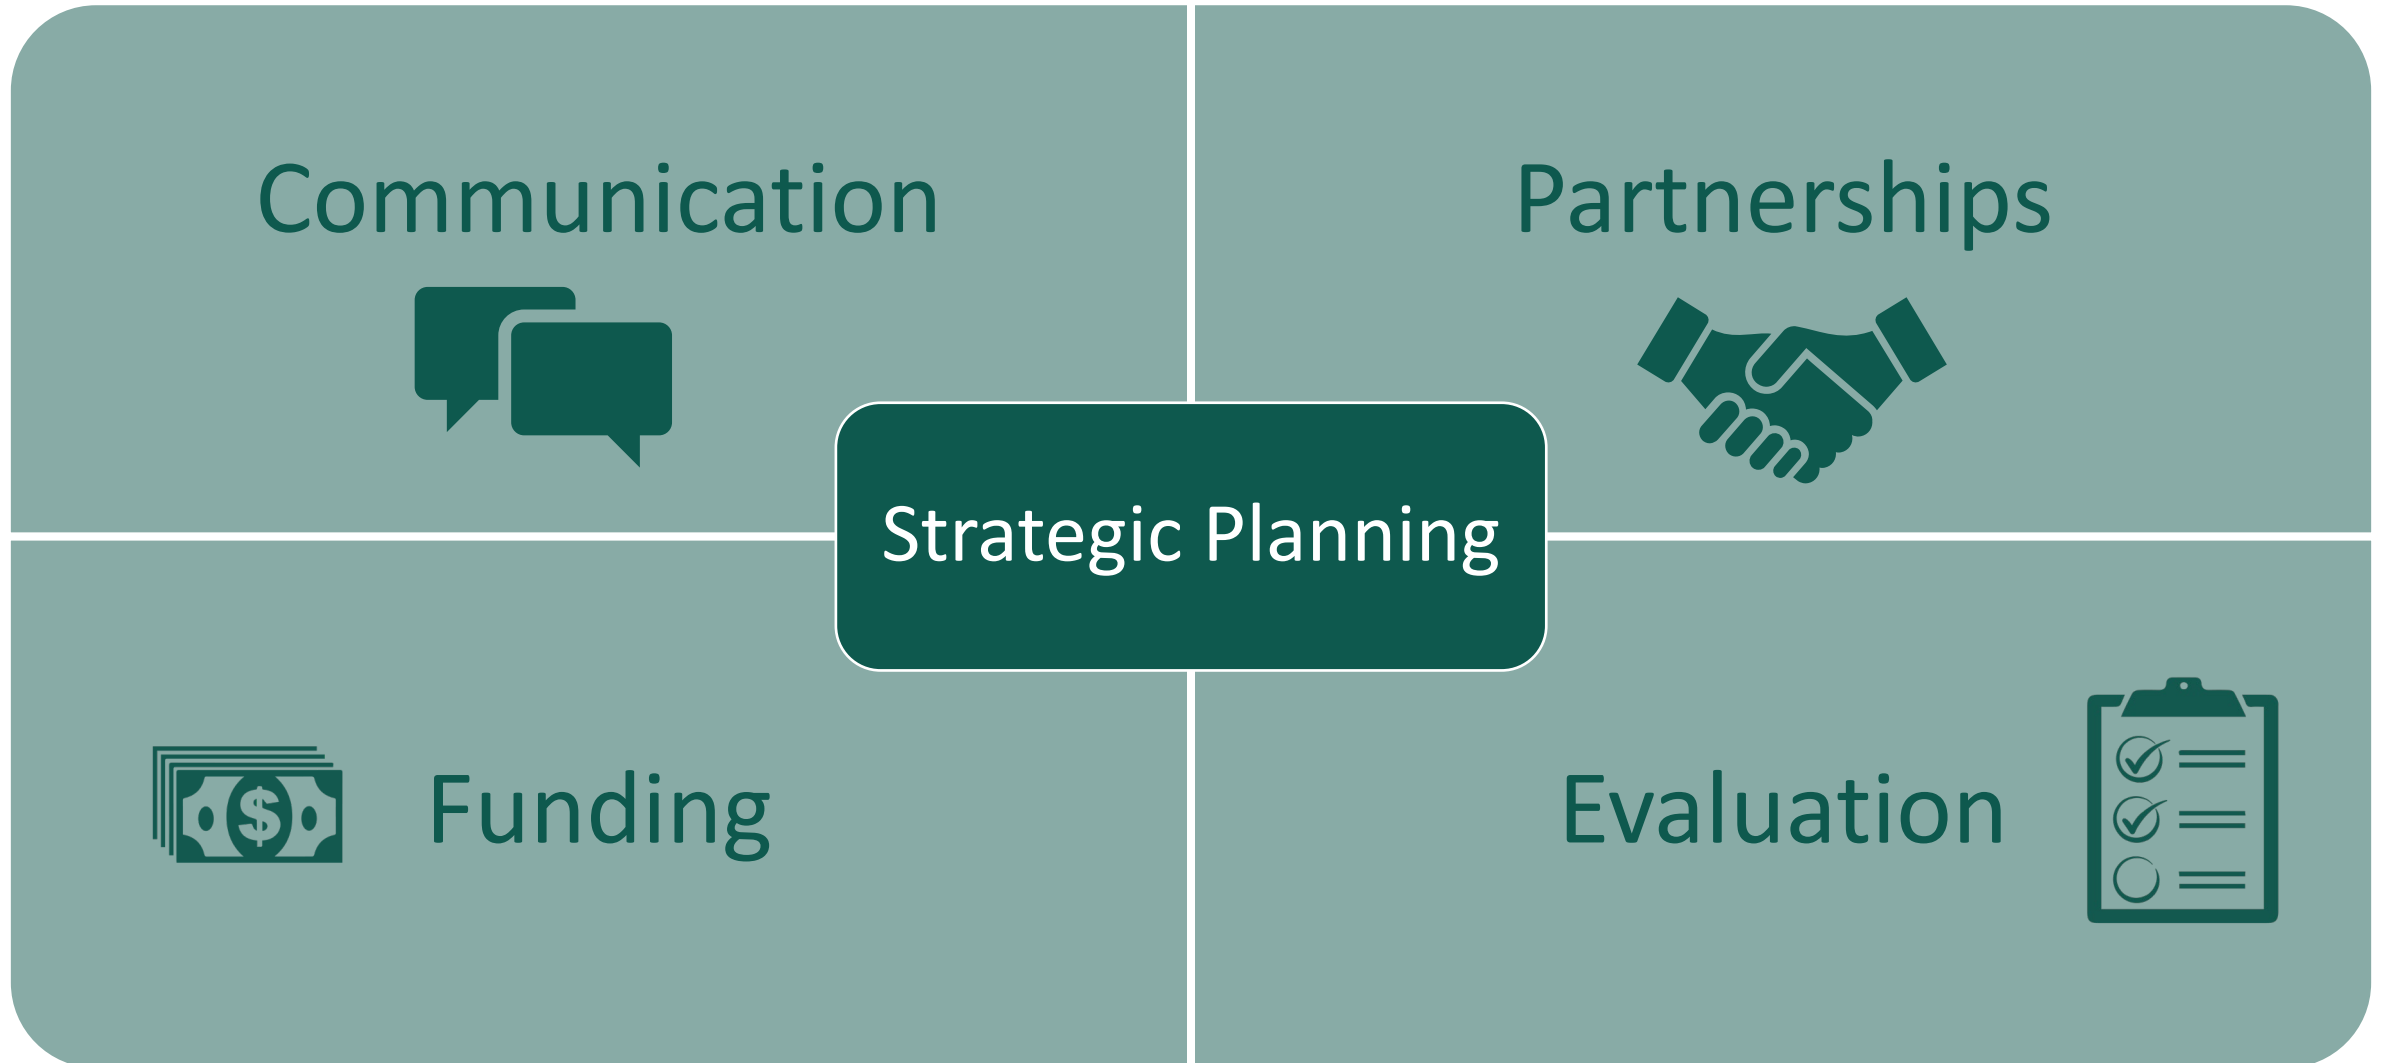 Communication
Partnerships
Strategic Planning
Funding
Evaluation